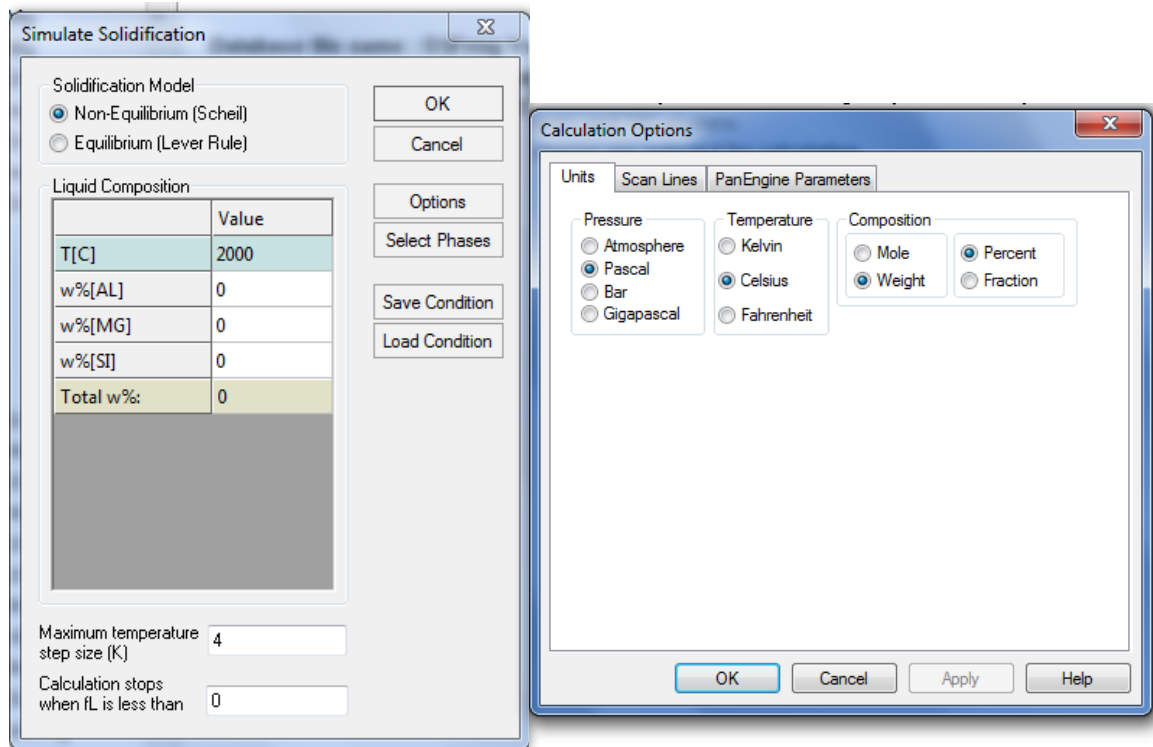 Simulate Solidification
Solidification Model
Non-Equilibrium (Scheil)
Equilibrium (Lever Rule)
OK
Cancel
Options
Select Phases
Save Condition
Load Condition
Liquid Composition
Value
T[C] 2000
w%[AL] 0
w%[MG] 0
w%[SI] 0
Total w%: 0
Maximum temperature
step size (K)
4
Calculation stops
when fL is less than
0
Calculation Options
Units Scan Lines PanEngine Parameters
Pressure
Atmosphere
Pascal
Bar
Gigapascal
Temperature
Kelvin
Celsius
Fahrenheit
Composition
Mole
Weight
Percent
Fraction
OK Cancel Apply Help